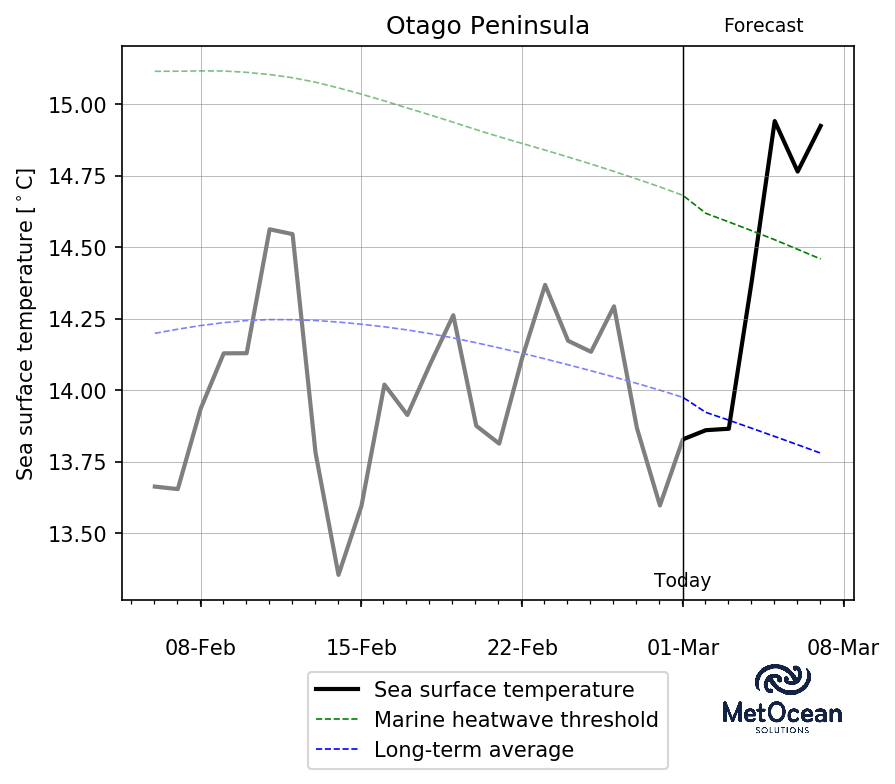 Otago Peninsula
Forecast
Sea surface temperature [°C]
15.00
14.75
14.50
14.25
14.00
13.75
13.50
Today
08-Feb
15-Feb
22-Feb
01-Mar
08-Mar
Sea surface temperature
Marine heatwave threshold
Long-term average
MetOcean
SOLUTIONS